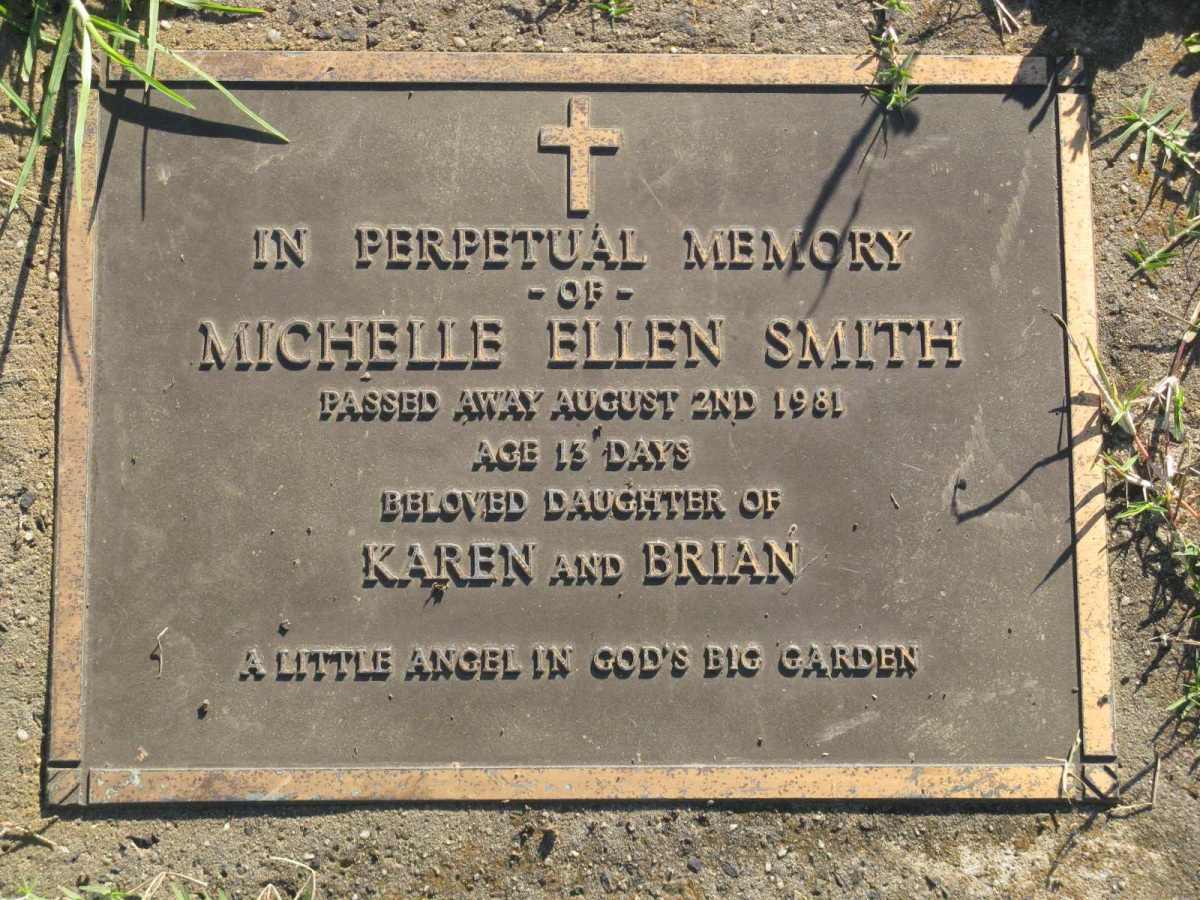 IN PERPETUAL MEMORY
- OF -
MICHELLE ELLEN SMITH
PASSED AWAY AUGUST 2ND 1981
AGE 13 DAYS
BELOVED DAUGHTER OF
KAREN AND BRIAN
A LITTLE ANGEL IN GOD'S BIG GARDEN